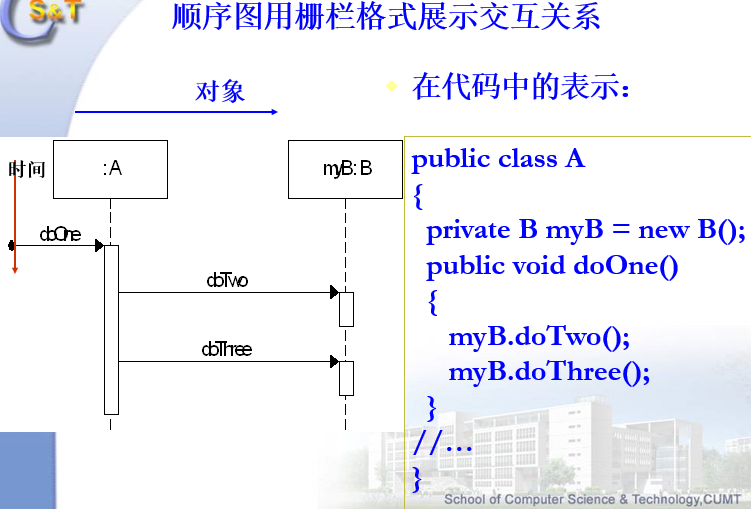 S&T
顺序图用栅栏格式展示交互关系
对象
时间
:A
myB:B
doOne
doTwo
doThree
在代码中的表示：
public class A
{
private B myB = new B();
public void doOne()
{
myB.doTwo();
myB.doThree();
}
//…
}
School of Computer Science & Technology,CUMT